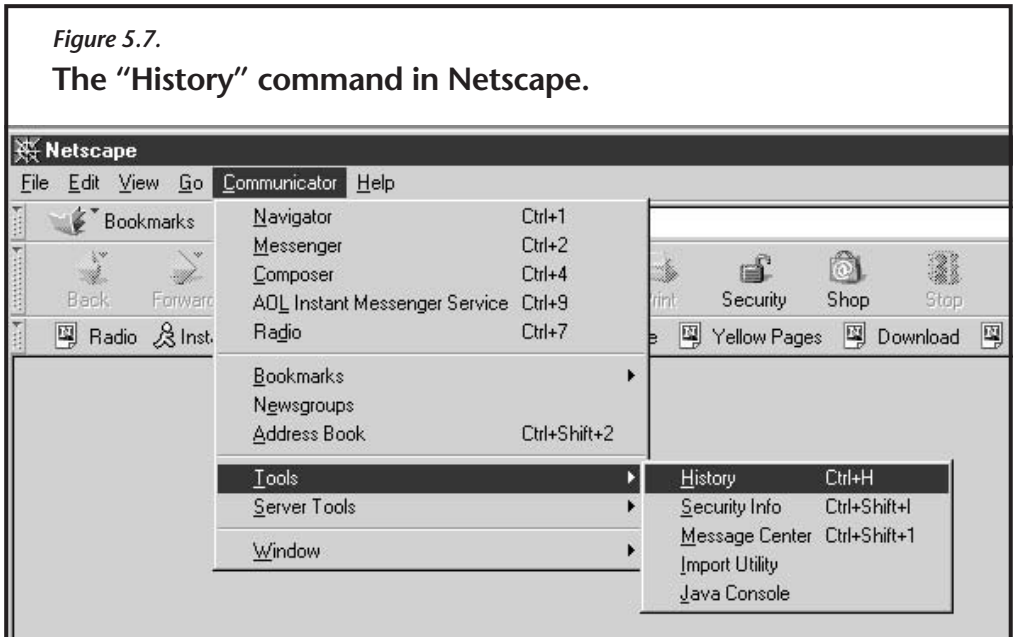 Figure 5.7.
The "History" command in Netscape.
Netscape
File Edit View Go Communicator Help
Bookmarks
Navigator Ctrl+1
Messenger Ctrl+2
Composer Ctrl+4
AOL Instant Messenger Service Ctrl+9
Radio Ctrl+7
Bookmarks
Newsgroups
Address Book Ctrl+Shift+2
Tools
Server Tools
Window
Back Forward Security Shop Stop
Radio Yellow Pages Download
History Ctrl+H
Security Info Ctrl+Shift+I
Message Center Ctrl+Shift+1
Import Utility
Java Console